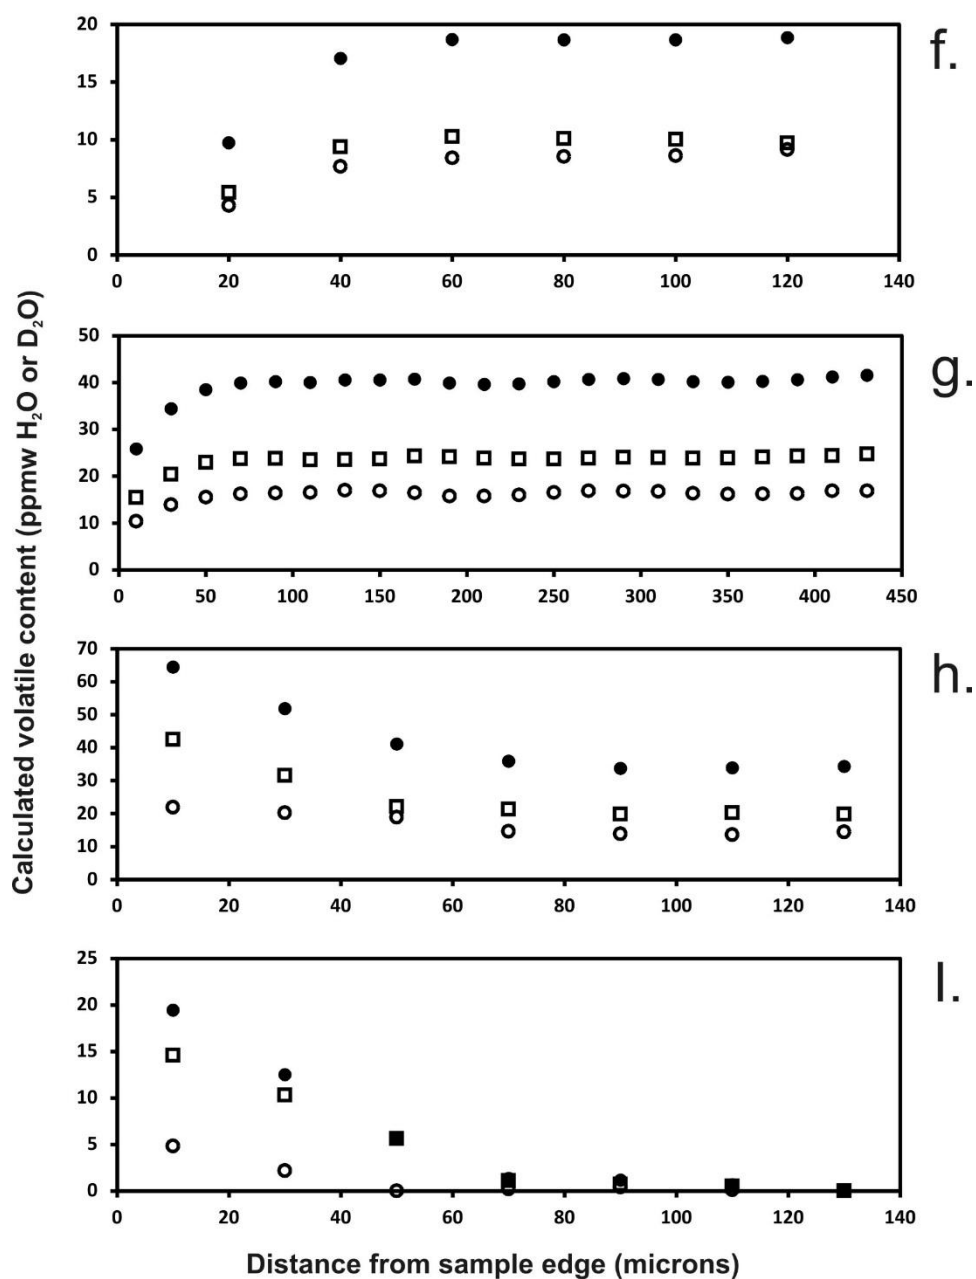 Calculated volatile content (ppmw H₂O or D₂O)
20
15
10
5
0
0 20 40 60 80 100 120 140
f.
50
40
30
20
10
0
0 50 100 150 200 250 300 350 400 450
g.
70
60
50
40
30
20
10
0
0 20 40 60 80 100 120 140
h.
25
20
15
10
5
0
0 20 40 60 80 100 120 140
I.
Distance from sample edge (microns)